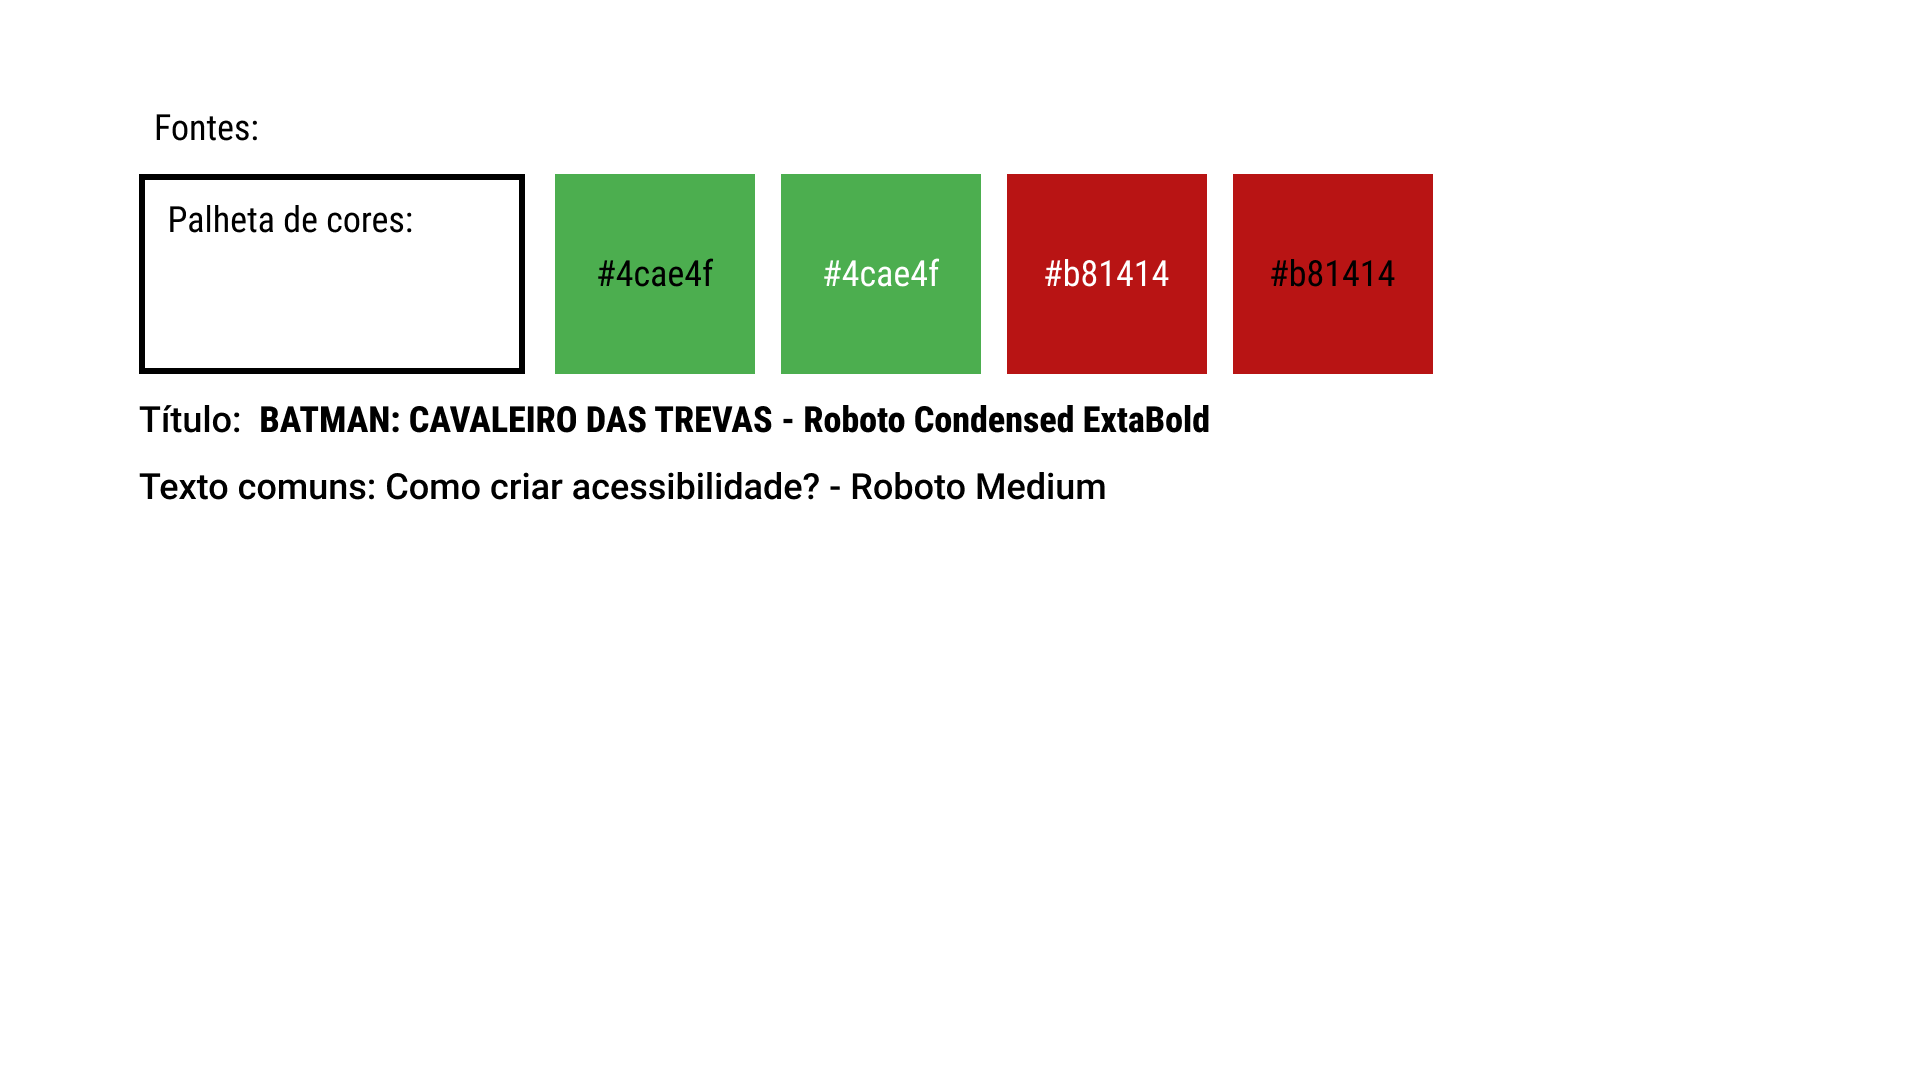 Fontes:
Palheta de cores:
#4cae4f
#4cae4f
#b81414
#b81414
Título: BATMAN: CAVALEIRO DAS TREVAS - Roboto Condensed ExtaBold
Texto comuns: Como criar acessibilidade? - Roboto Medium